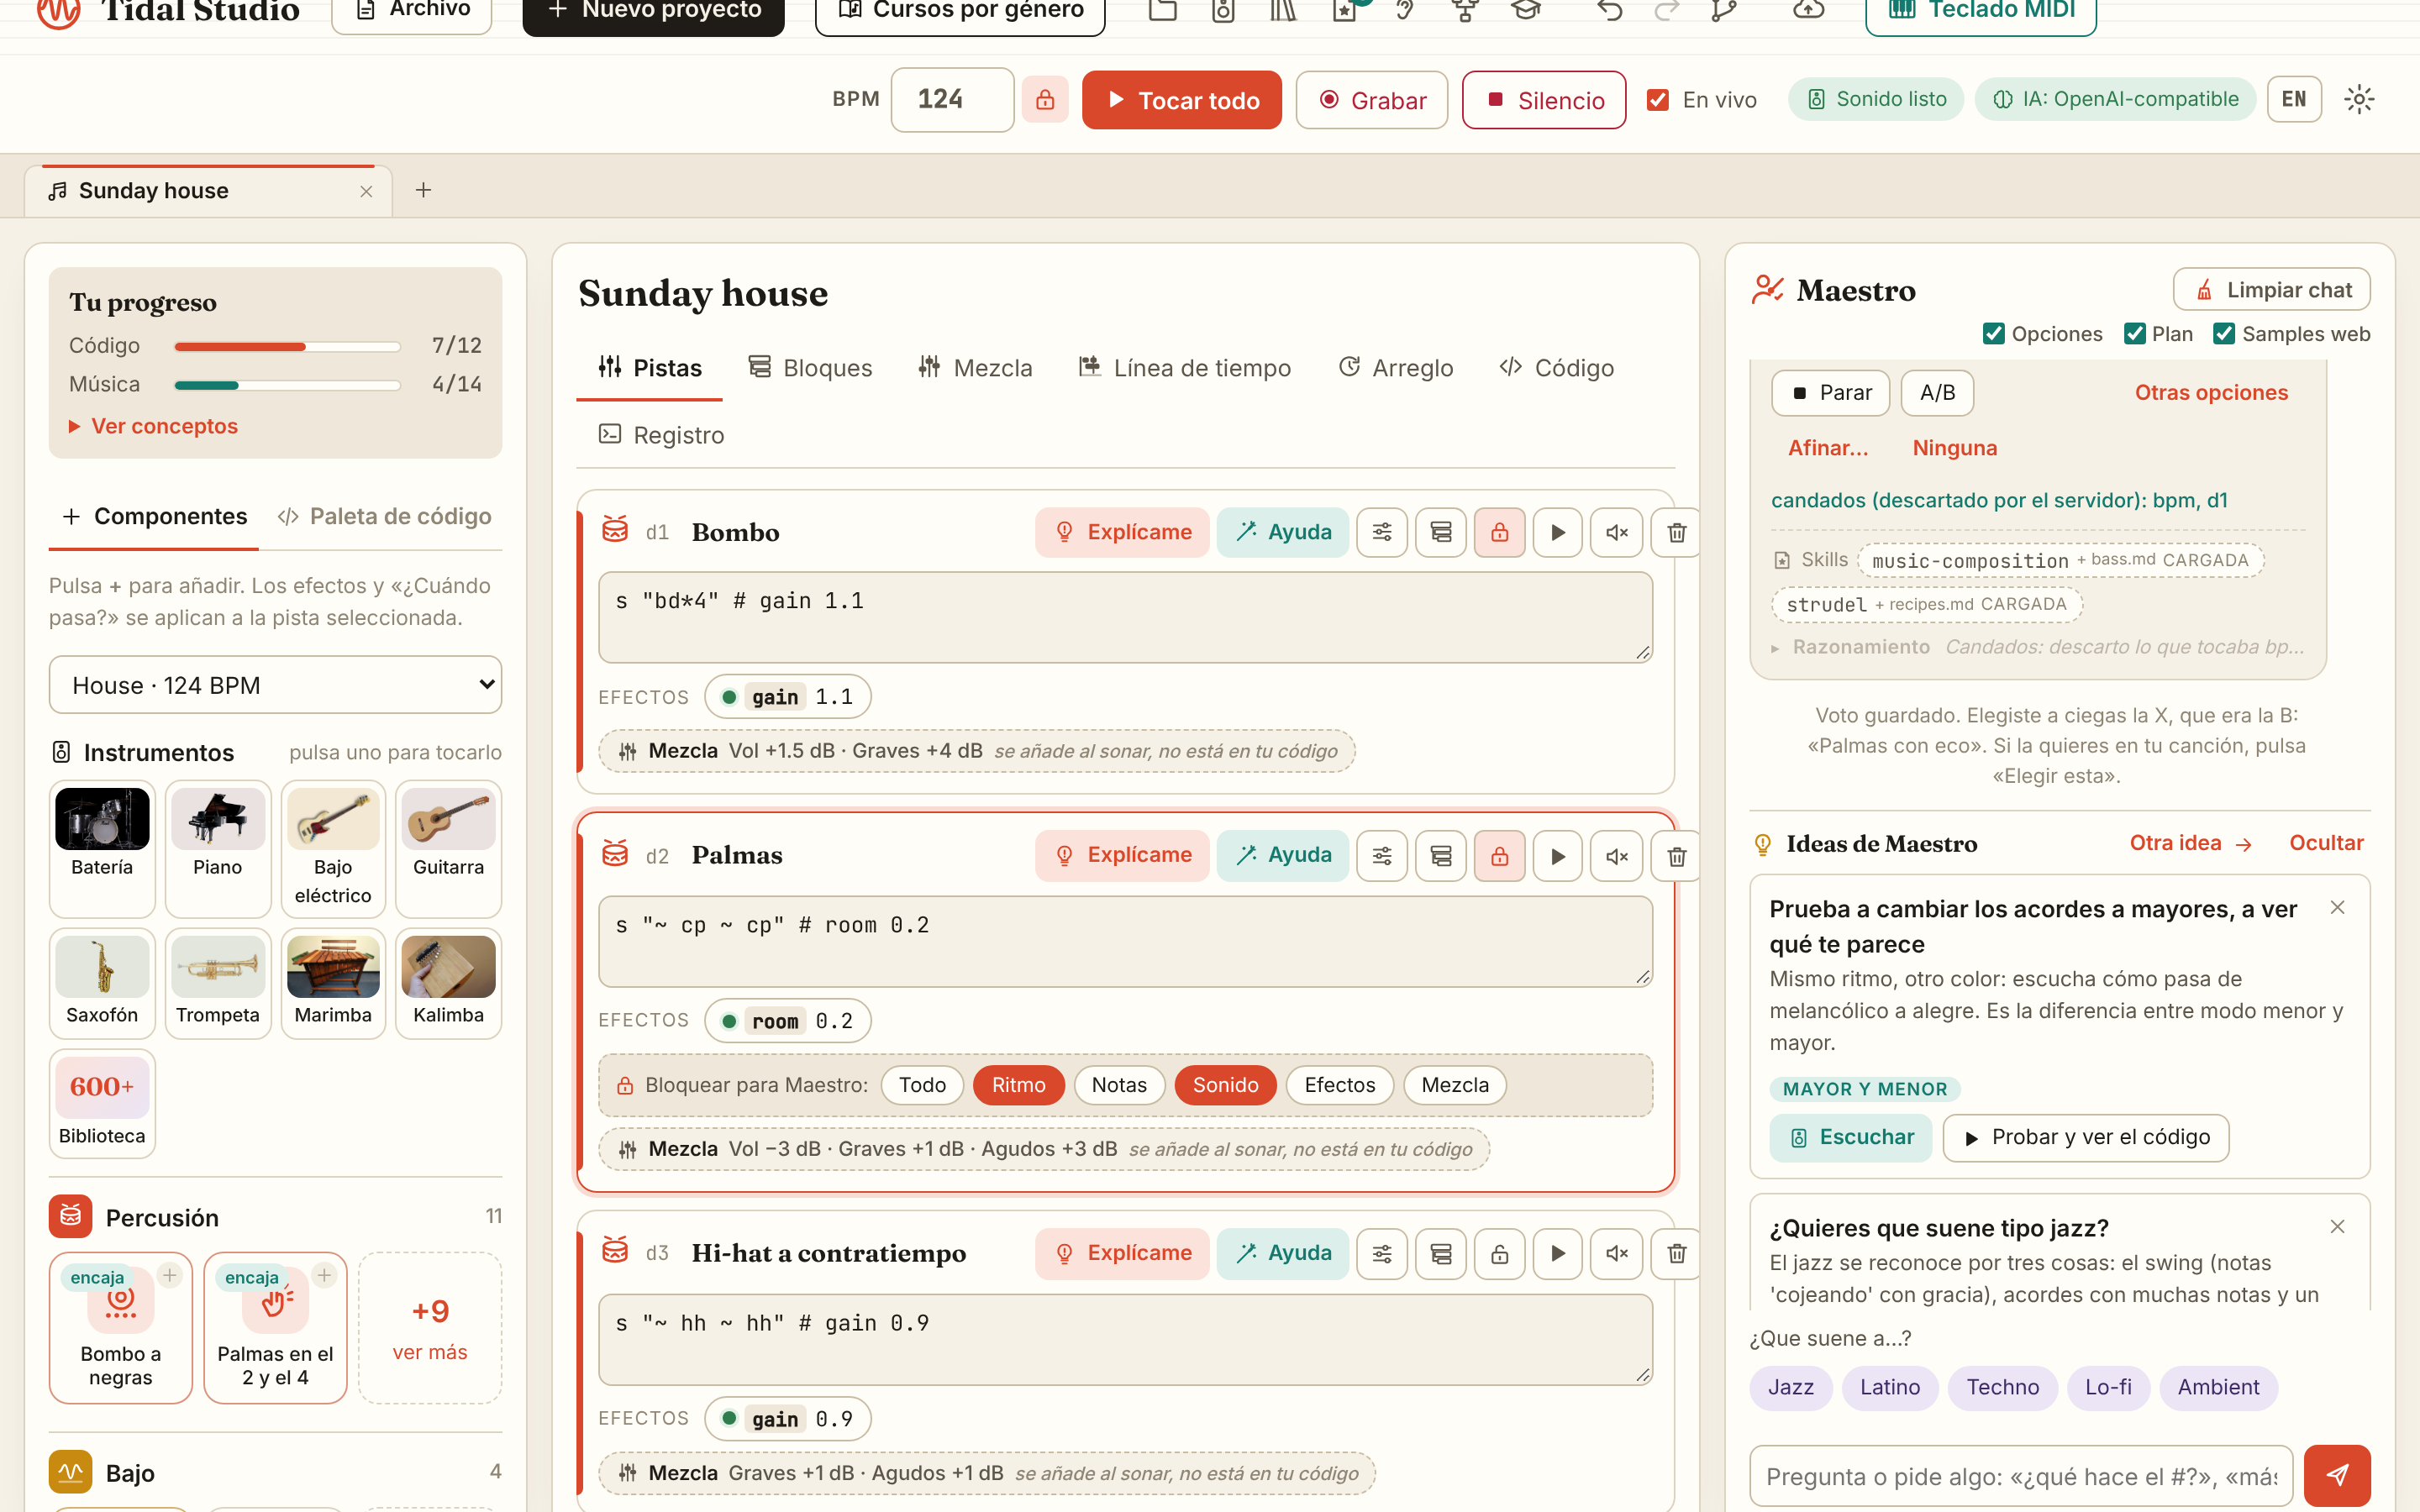 Tidal Studio
Archivo
Nuevo proyecto
Cursos por género
Teclado MIDI
BPM
124
Tocar todo
Grabar
Silencio
En vivo
Sonido listo
IA: OpenAI-compatible
EN
Sunday house
Tu progreso
Código 7/12
Música 4/14
Ver conceptos
Componentes
Paleta de código
Pulsa + para añadir. Los efectos y «¿Cuándo
pasa?» se aplican a la pista seleccionada.
House · 124 BPM
Instrumentos
pulsa uno para tocarlo
Batería
Piano
Bajo
eléctrico
Guitarra
Saxofón
Trompeta
Marimba
Kalimba
600+
Biblioteca
Percusión
11
encaja
Bombo a
negras
encaja
Palmas en el
2 y el 4
+9
ver más
Bajo
4
Sunday house
Pistas
Bloques
Mezcla
Línea de tiempo
Arreglo
Código
Registro
d1 Bombo
Explícame
Ayuda
s "bd*4" # gain 1.1
EFECTOS
gain 1.1
Mezcla Vol +1.5 dB · Graves +4 dB se añade al sonar, no está en tu código
d2 Palmas
Explícame
Ayuda
s "~ cp ~ cp" # room 0.2
EFECTOS
room 0.2
Bloquear para Maestro:
Todo
Ritmo
Notas
Sonido
Efectos
Mezcla
Mezcla Vol −3 dB · Graves +1 dB · Agudos +3 dB se añade al sonar, no está en tu código
d3 Hi-hat a contratiempo
Explícame
Ayuda
s "~ hh ~ hh" # gain 0.9
EFECTOS
gain 0.9
Mezcla Graves +1 dB · Agudos +1 dB se añade al sonar, no está en tu código
Maestro
Limpiar chat
Opciones
Plan
Samples web
Parar
A/B
Otras opciones
Afinar...
Ninguna
candados (descartado por el servidor): bpm, d1
Skills
music-composition + bass.md CARGADA
strudel + recipes.md CARGADA
Razonamiento Candados: descarto lo que tocaba bp...
Voto guardado. Elegiste a ciegas la X, que era la B:
«Palmas con eco». Si la quieres en tu canción, pulsa
«Elegir esta».
Ideas de Maestro
Otra idea →
Ocultar
Prueba a cambiar los acordes a mayores, a ver
qué te parece
Mismo ritmo, otro color: escucha cómo pasa de
melancólico a alegre. Es la diferencia entre modo menor y
mayor.
MAYOR Y MENOR
Escuchar
Probar y ver el código
¿Quieres que suene tipo jazz?
El jazz se reconoce por tres cosas: el swing (notas
'cojeando' con gracia), acordes con muchas notas y un
¿Que suene a...?
Jazz
Latino
Techno
Lo-fi
Ambient
Pregunta o pide algo: «¿qué hace el #?», «más